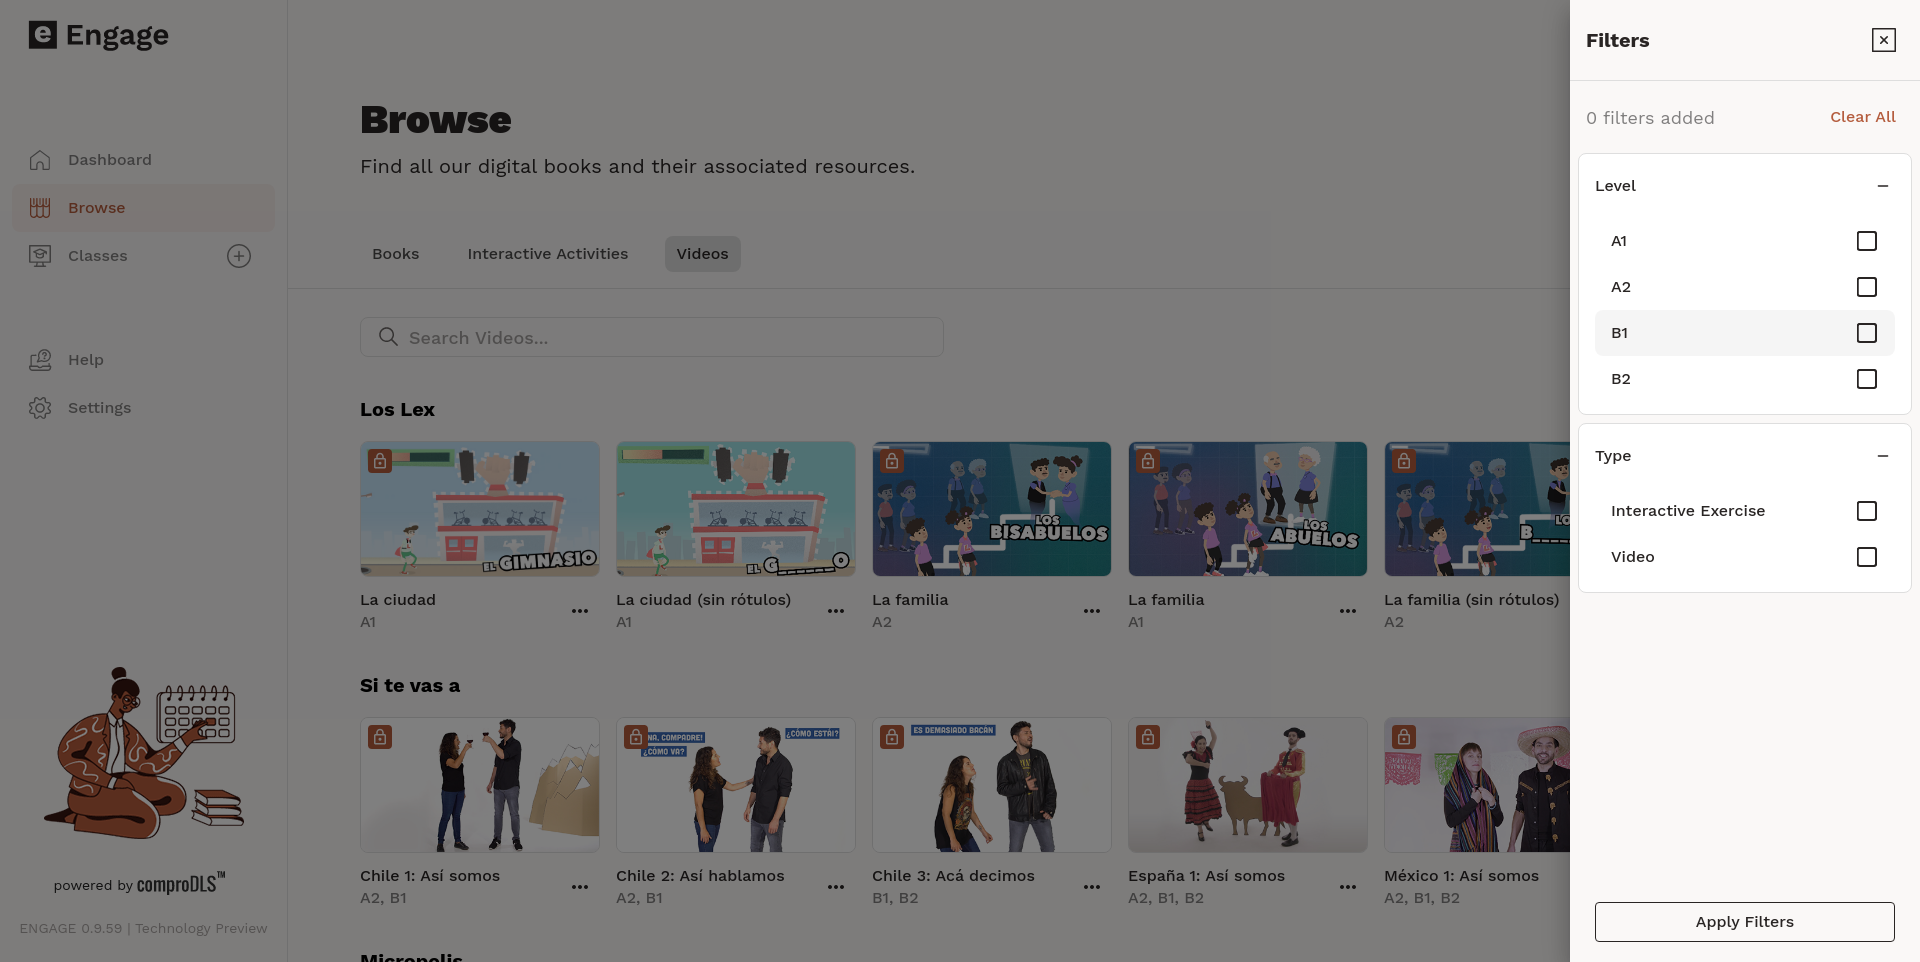 e Engage
Dashboard
Browse
Classes
Help
Settings
powered by comproDLS™
ENGAGE 0.9.59 | Technology Preview
Browse
Find all our digital books and their associated resources.
Books Interactive Activities Videos
Search Videos...
Los Lex
EL GIMNASIO
EL G_____O
LOS BISABUELOS
LOS ABUELOS
La ciudad
A1
La ciudad (sin rótulos)
A1
La familia
A2
La familia
A1
La familia (sin rótulos)
A2
Si te vas a
NA, COMPADRE!
¿CÓMO VA?
¿CÓMO ESTÁI?
ES DEMASIADO BACÁN
Chile 1: Así somos
A2, B1
Chile 2: Así hablamos
A2, B1
Chile 3: Acá decimos
B1, B2
España 1: Así somos
A2, B1, B2
México 1: Así somos
A2, B1, B2
Micropolis
Filters
0 filters added Clear All
Level
A1
A2
B1
B2
Type
Interactive Exercise
Video
Apply Filters